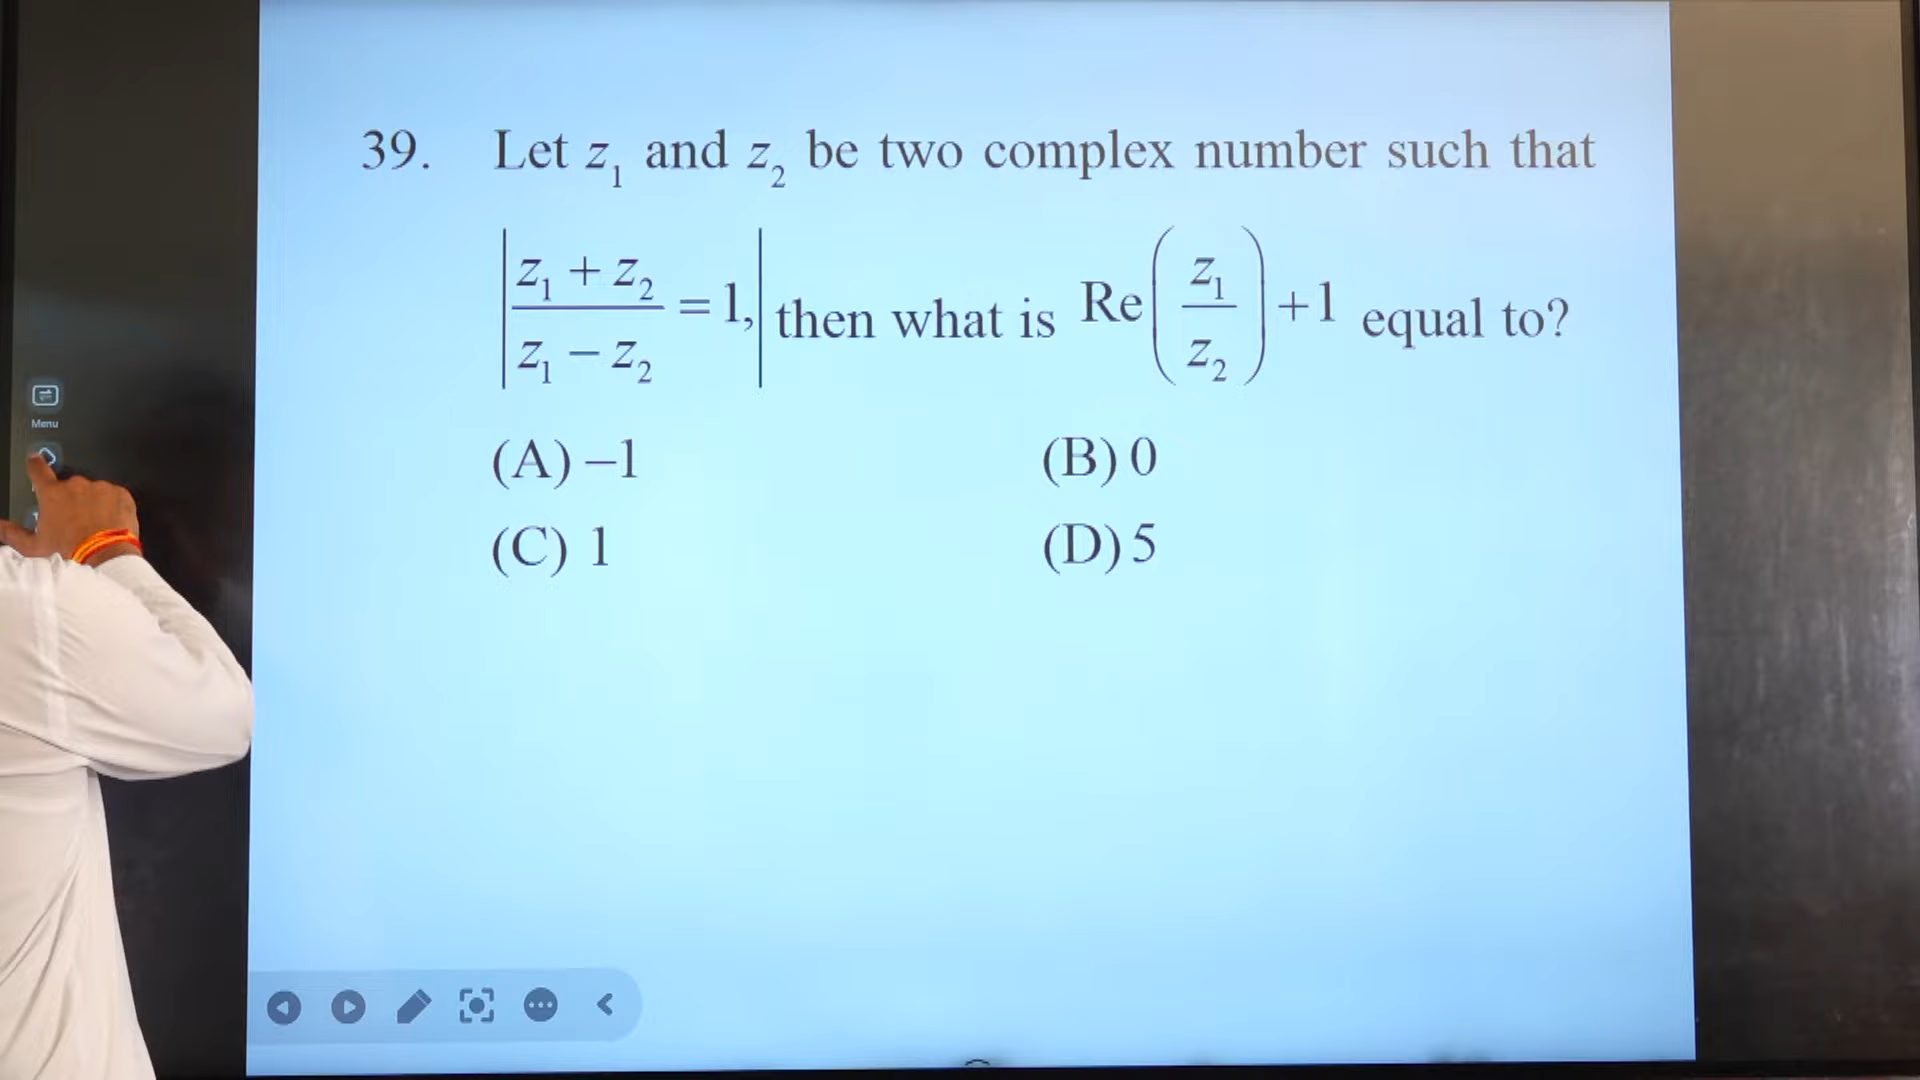 39. Let z₁ and z₂ be two complex number such that
|z₁ + z₂ / z₁ − z₂ = 1,| then what is Re(z₁ / z₂) + 1 equal to?
(A) –1 (B) 0
(C) 1 (D) 5
Menu